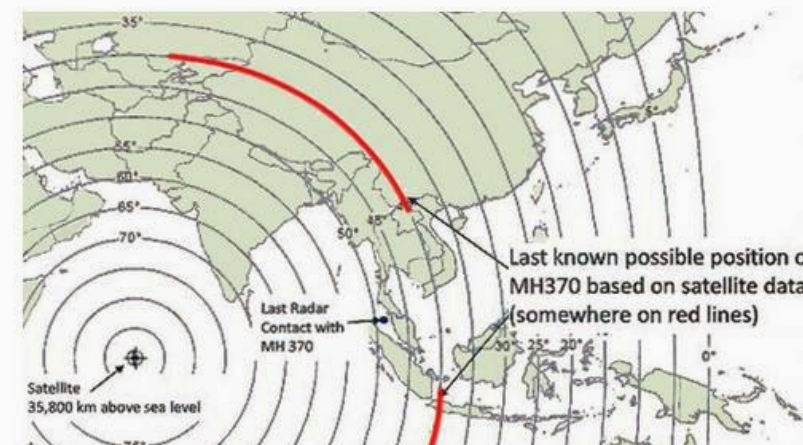 35°
5°
55°
60°
65°
70°
45°
50°
Last known possible position o
MH370 based on satellite data
(somewhere on red lines)
Last Radar
Contact with
MH 370
30° 25° 20°
0°
Satellite
35,800 km above sea level
75°